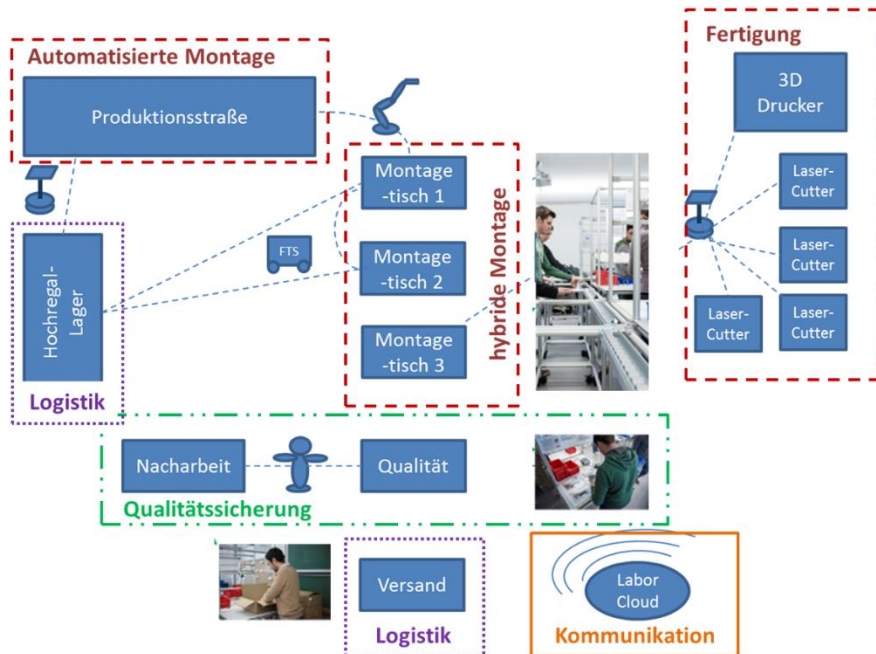 Automatisierte Montage
Produktionsstraße
Fertigung
3D
Drucker
Laser-
Cutter
Laser-
Cutter
Laser-
Cutter
Laser-
Cutter
Montage
-tisch 1
Montage
-tisch 2
Montage
-tisch 3
hybride Montage
FTS
Hochregal-
Lager
Logistik
Nacharbeit
Qualität
Qualitätssicherung
Versand
Logistik
Labor
Cloud
Kommunikation